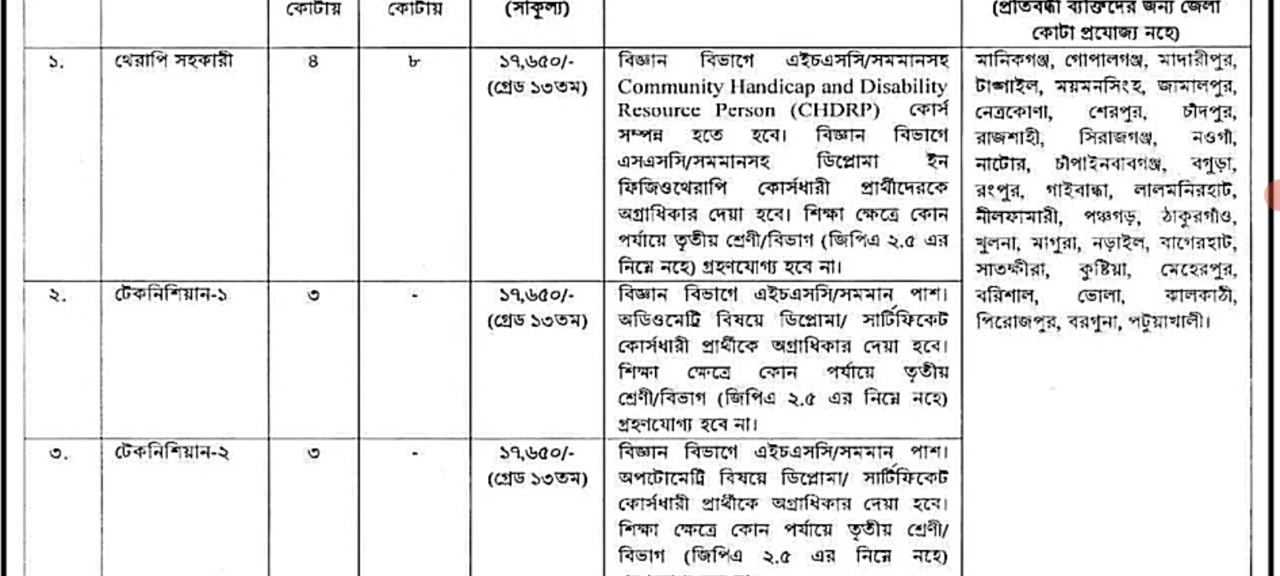 কোটায়
কোটায়
(সাকুল্য)
(প্রতিবন্ধী ব্যক্তিদের জন্য জেলা
কোটা প্রযোজ্য নহে)
১.
থেরাপি সহকারী
৪
৮
১৭,৬৫০/-
(গ্রেড ১৩তম)
বিজ্ঞান বিভাগে এইচএসসি/সমমানসহ
Community Handicap and Disability
Resource Person (CHDRP) কোর্স
সম্পন্ন হতে হবে। বিজ্ঞান বিভাগে
এসএসসি/সমমানসহ ডিপ্লোমা ইন
ফিজিওথেরাপি কোর্সধারী প্রার্থীদেরকে
অগ্রাধিকার দেয়া হবে। শিক্ষা ক্ষেত্রে কোন
পর্যায়ে তৃতীয় শ্রেণী/বিভাগ (জিপিএ ২.৫ এর
নিম্নে নহে) গ্রহণযোগ্য হবে না।
মানিকগঞ্জ, গোপালগঞ্জ, মাদারীপুর,
টাঙ্গাইল, ময়মনসিংহ, জামালপুর,
নেত্রকোণা, শেরপুর, চাঁদপুর,
রাজশাহী, সিরাজগঞ্জ, নওগাঁ,
নাটোর, চাঁপাইনবাবগঞ্জ, বগুড়া,
রংপুর, গাইবান্ধা, লালমনিরহাট,
নীলফামারী, পঞ্চগড়, ঠাকুরগাঁও,
খুলনা, মাগুরা, নড়াইল, বাগেরহাট,
সাতক্ষীরা, কুষ্টিয়া, মেহেরপুর,
বরিশাল, ভোলা, ঝালকাঠী,
পিরোজপুর, বরগুনা, পটুয়াখালী।
২.
টেকনিশিয়ান-১
৩
-
১৭,৬৫০/-
(গ্রেড ১৩তম)
বিজ্ঞান বিভাগে এইচএসসি/সমমান পাশ।
অডিওমেট্রি বিষয়ে ডিপ্লোমা/ সার্টিফিকেট
কোর্সধারী প্রার্থীকে অগ্রাধিকার দেয়া হবে।
শিক্ষা ক্ষেত্রে কোন পর্যায়ে তৃতীয়
শ্রেণী/বিভাগ (জিপিএ ২.৫ এর নিম্নে নহে)
গ্রহণযোগ্য হবে না।
৩.
টেকনিশিয়ান-২
৩
-
১৭,৬৫০/-
(গ্রেড ১৩তম)
বিজ্ঞান বিভাগে এইচএসসি/সমমান পাশ।
অপটোমেট্রি বিষয়ে ডিপ্লোমা/ সার্টিফিকেট
কোর্সধারী প্রার্থীকে অগ্রাধিকার দেয়া হবে।
শিক্ষা ক্ষেত্রে কোন পর্যায়ে তৃতীয় শ্রেণী/
বিভাগ (জিপিএ ২.৫ এর নিম্নে নহে)